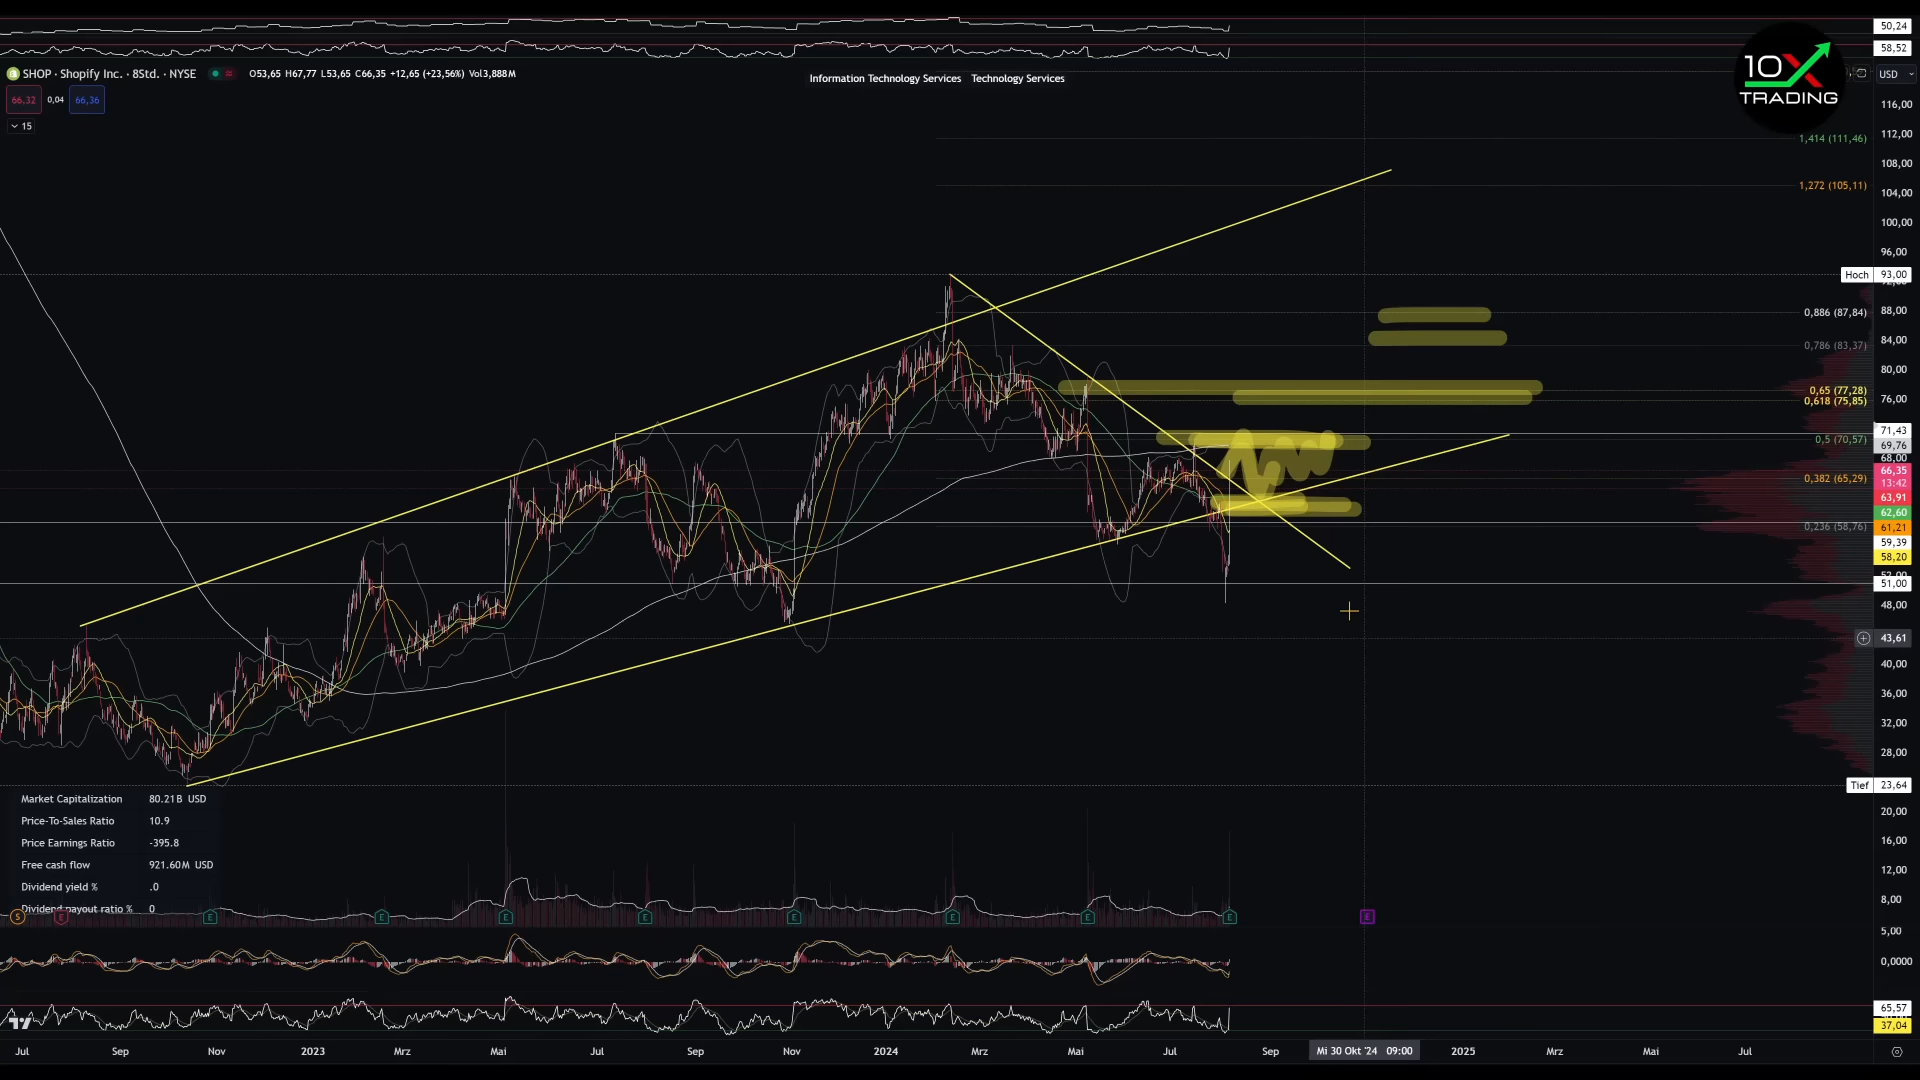 50,24
58,52
SHOP · Shopify Inc. · 8Std. · NYSE O53,65 H67,77 L53,65 C66,35 +12,65 (+23,56%) Vol3,888M
Information Technology Services Technology Services
USD
66,32 0,04 66,36
15
10X
TRADING
116,00
112,00
1,414 (111,46)
108,00
1,272 (105,11)
104,00
100,00
96,00
Hoch 93,00
88,00
0,886 (87,84)
84,00
0,786 (83,37)
80,00
0,65 (77,28)
0,618 (75,85)
76,00
71,43
0,5 (70,57)
69,76
68,00
66,35
13:42
0,382 (65,29)
63,91
62,60
0,236 (58,76)
61,21
59,39
58,20
51,00
48,00
43,61
40,00
36,00
32,00
28,00
Tief 23,64
20,00
16,00
12,00
8,00
5,00
0,0000
65,57
37,04
Market Capitalization 80.21B USD
Price-To-Sales Ratio 10.9
Price Earnings Ratio -395.8
Free cash flow 921.60M USD
Dividend yield % .0
Dividend payout ratio % 0
S E E E E E E E E E E
Jul Sep Nov 2023 Mrz Mai Jul Sep Nov 2024 Mrz Mai Jul Sep Mi 30 Okt '24 09:00 2025 Mrz Mai Jul